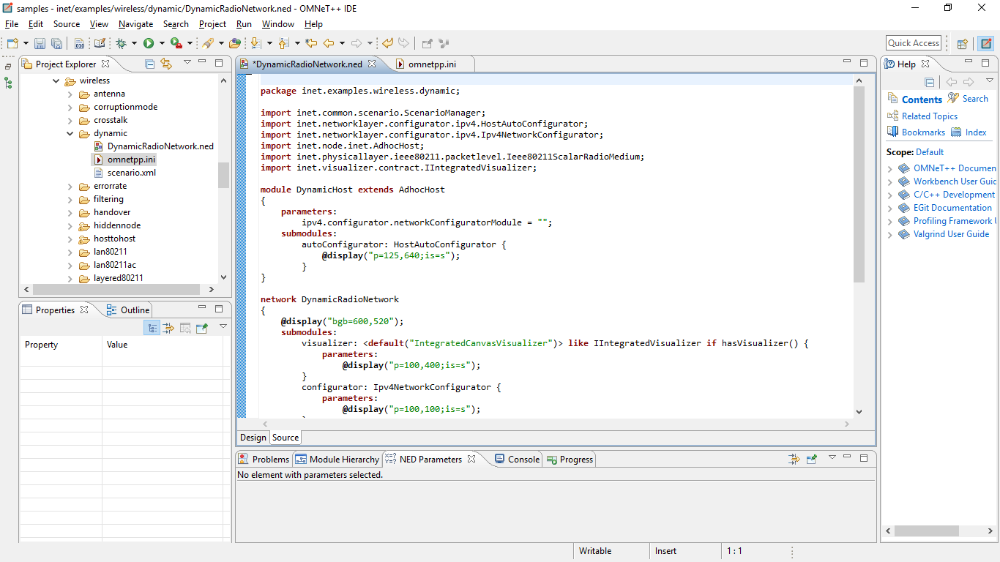 samples - inet/examples/wireless/dynamic/DynamicRadioNetwork.ned - OMNeT++ IDE
File Edit Source View Navigate Search Project Run Window Help
Quick Access
Project Explorer
wireless
antenna
corruptionmode
crosstalk
dynamic
DynamicRadioNetwork.ned
omnetpp.ini
scenario.xml
errorrate
filtering
handover
hiddennode
hosttohost
lan80211
lan80211ac
layered80211
Properties Outline
Property Value
*DynamicRadioNetwork.ned omnetpp.ini
package inet.examples.wireless.dynamic;
import inet.common.scenario.ScenarioManager;
import inet.networklayer.configurator.ipv4.HostAutoConfigurator;
import inet.networklayer.configurator.ipv4.Ipv4NetworkConfigurator;
import inet.node.inet.AdhocHost;
import inet.physicallayer.ieee80211.packetlevel.Ieee80211ScalarRadioMedium;
import inet.visualizer.contract.IIntegratedVisualizer;
module DynamicHost extends AdhocHost
{
parameters:
ipv4.configurator.networkConfiguratorModule = "";
submodules:
autoConfigurator: HostAutoConfigurator {
@display("p=125,640;is=s");
}
}
network DynamicRadioNetwork
{
@display("bgb=600,520");
submodules:
visualizer: <default("IntegratedCanvasVisualizer")> like IIntegratedVisualizer if hasVisualizer() {
parameters:
@display("p=100,400;is=s");
}
configurator: Ipv4NetworkConfigurator {
parameters:
@display("p=100,100;is=s");
Design Source
Problems Module Hierarchy NED Parameters Console Progress
No element with parameters selected.
Help
Contents Search
Related Topics
Bookmarks Index
Scope: Default
OMNeT++ Documen
Workbench User Guid
C/C++ Development
EGit Documentation
Profiling Framework U
Valgrind User Guide
Writable Insert 1 : 1